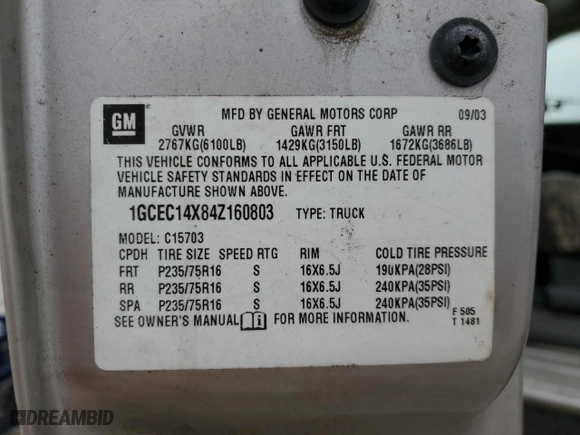 GM
MFD BY GENERAL MOTORS CORP 09/03
GVWR GAWR FRT GAWR RR
2767KG(6100LB) 1429KG(3150LB) 1672KG(3686LB)
THIS VEHICLE CONFORMS TO ALL APPLICABLE U.S. FEDERAL MOTOR
VEHICLE SAFETY STANDARDS IN EFFECT ON THE DATE OF
MANUFACTURE SHOWN ABOVE.
1GCEC14X84Z160803 TYPE: TRUCK
MODEL: C15703
CPDH TIRE SIZE SPEED RTG RIM COLD TIRE PRESSURE
FRT P235/75R16 S 16X6.5J 190KPA(28PSI)
RR P235/75R16 S 16X6.5J 240KPA(35PSI)
SPA P235/75R16 S 16X6.5J 240KPA(35PSI)
SEE OWNER'S MANUAL FOR MORE INFORMATION.
F 505
T 1481
DREAMBID